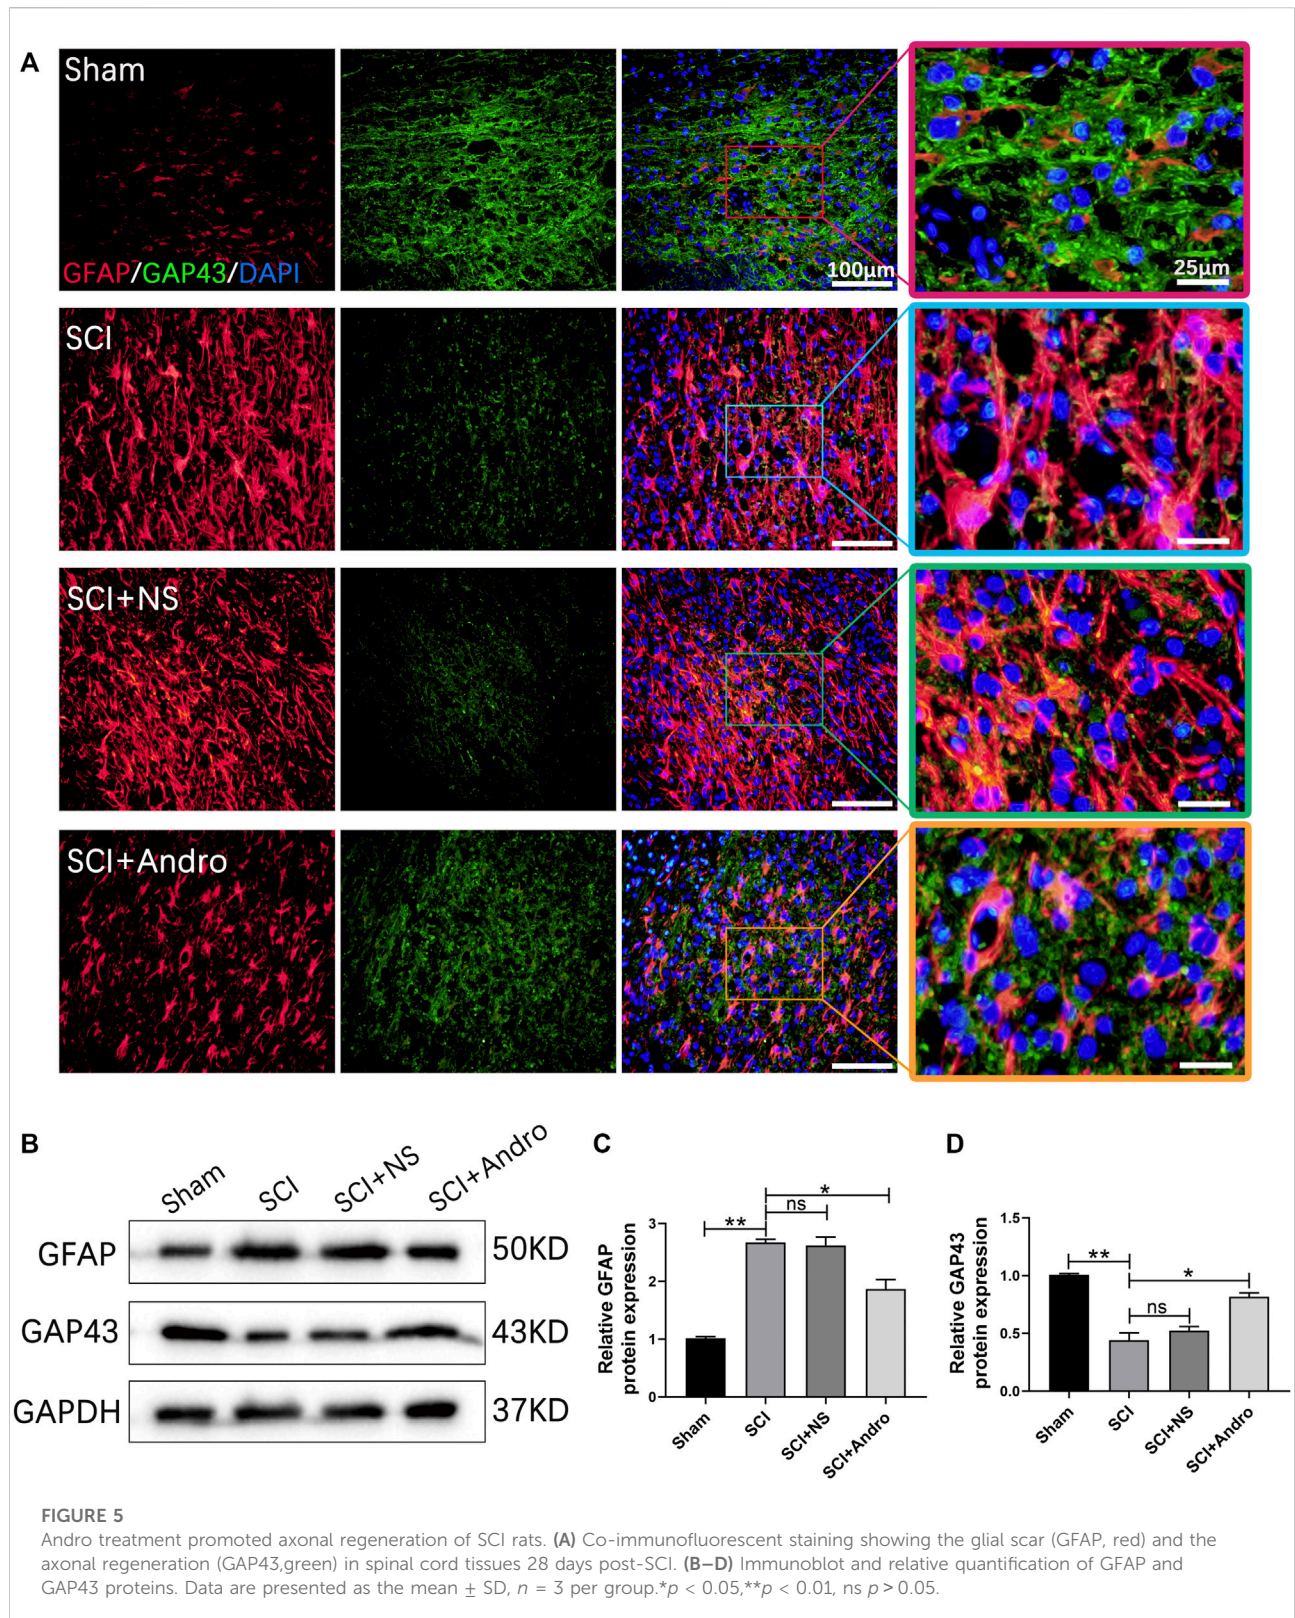 A
Sham
GFAP/GAP43/DAPI
100μm
25μm
SCI
SCI+NS
SCI+Andro
B
Sham
SCI
SCI+NS
SCI+Andro
GFAP
50KD
GAP43
43KD
GAPDH
37KD
C
Relative GFAP
protein expression
3
2
1
0
**
ns
*
Sham
SCI
SCI+NS
SCI+Andro
D
Relative GAP43
protein expression
1.5
1.0
0.5
0.0
**
ns
*
Sham
SCI
SCI+NS
SCI+Andro
FIGURE 5
Andro treatment promoted axonal regeneration of SCI rats. (A) Co-immunofluorescent staining showing the glial scar (GFAP, red) and the
axonal regeneration (GAP43,green) in spinal cord tissues 28 days post-SCI. (B–D) Immunoblot and relative quantification of GFAP and
GAP43 proteins. Data are presented as the mean ± SD, n = 3 per group.*p < 0.05,**p < 0.01, ns p > 0.05.